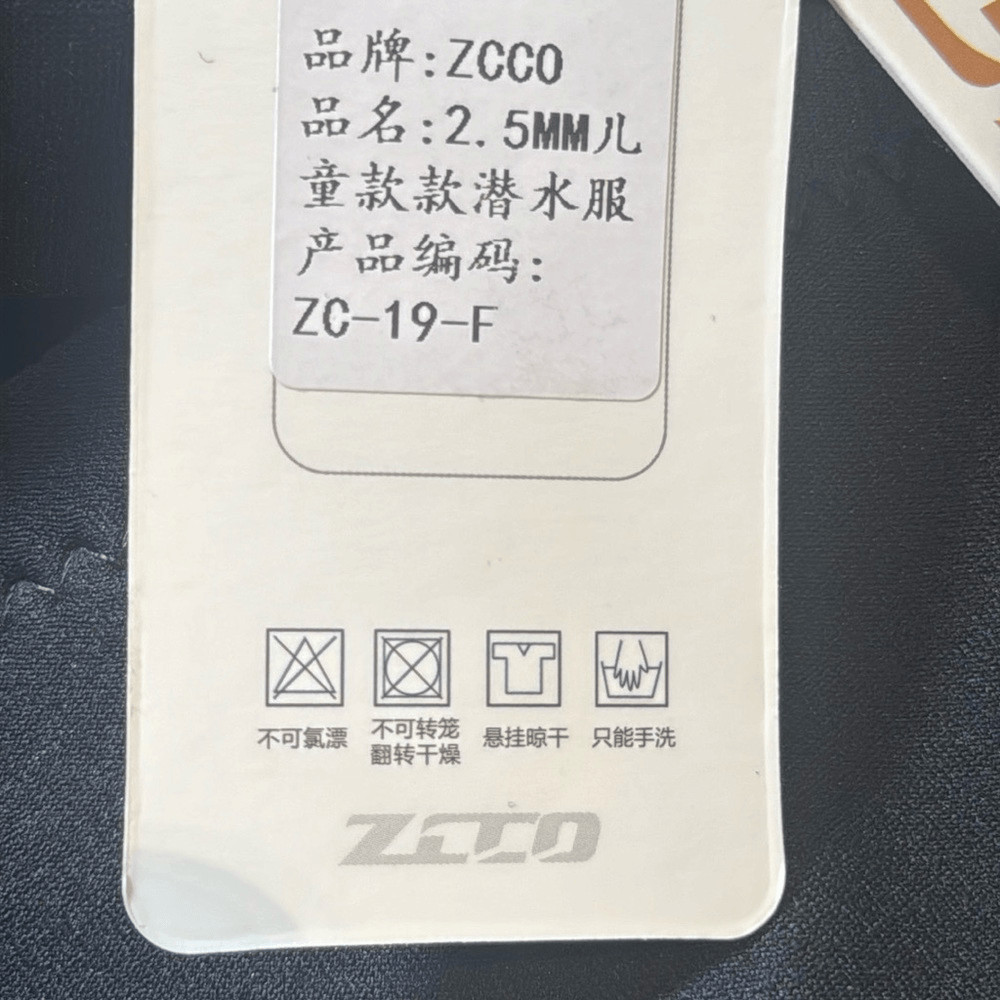 品牌:ZCCO
品名:2.5MM儿
童款款潜水服
产品编码:
ZC-19-F
不可氯漂
不可转笼
翻转干燥
悬挂晾干
只能手洗
ZCCO